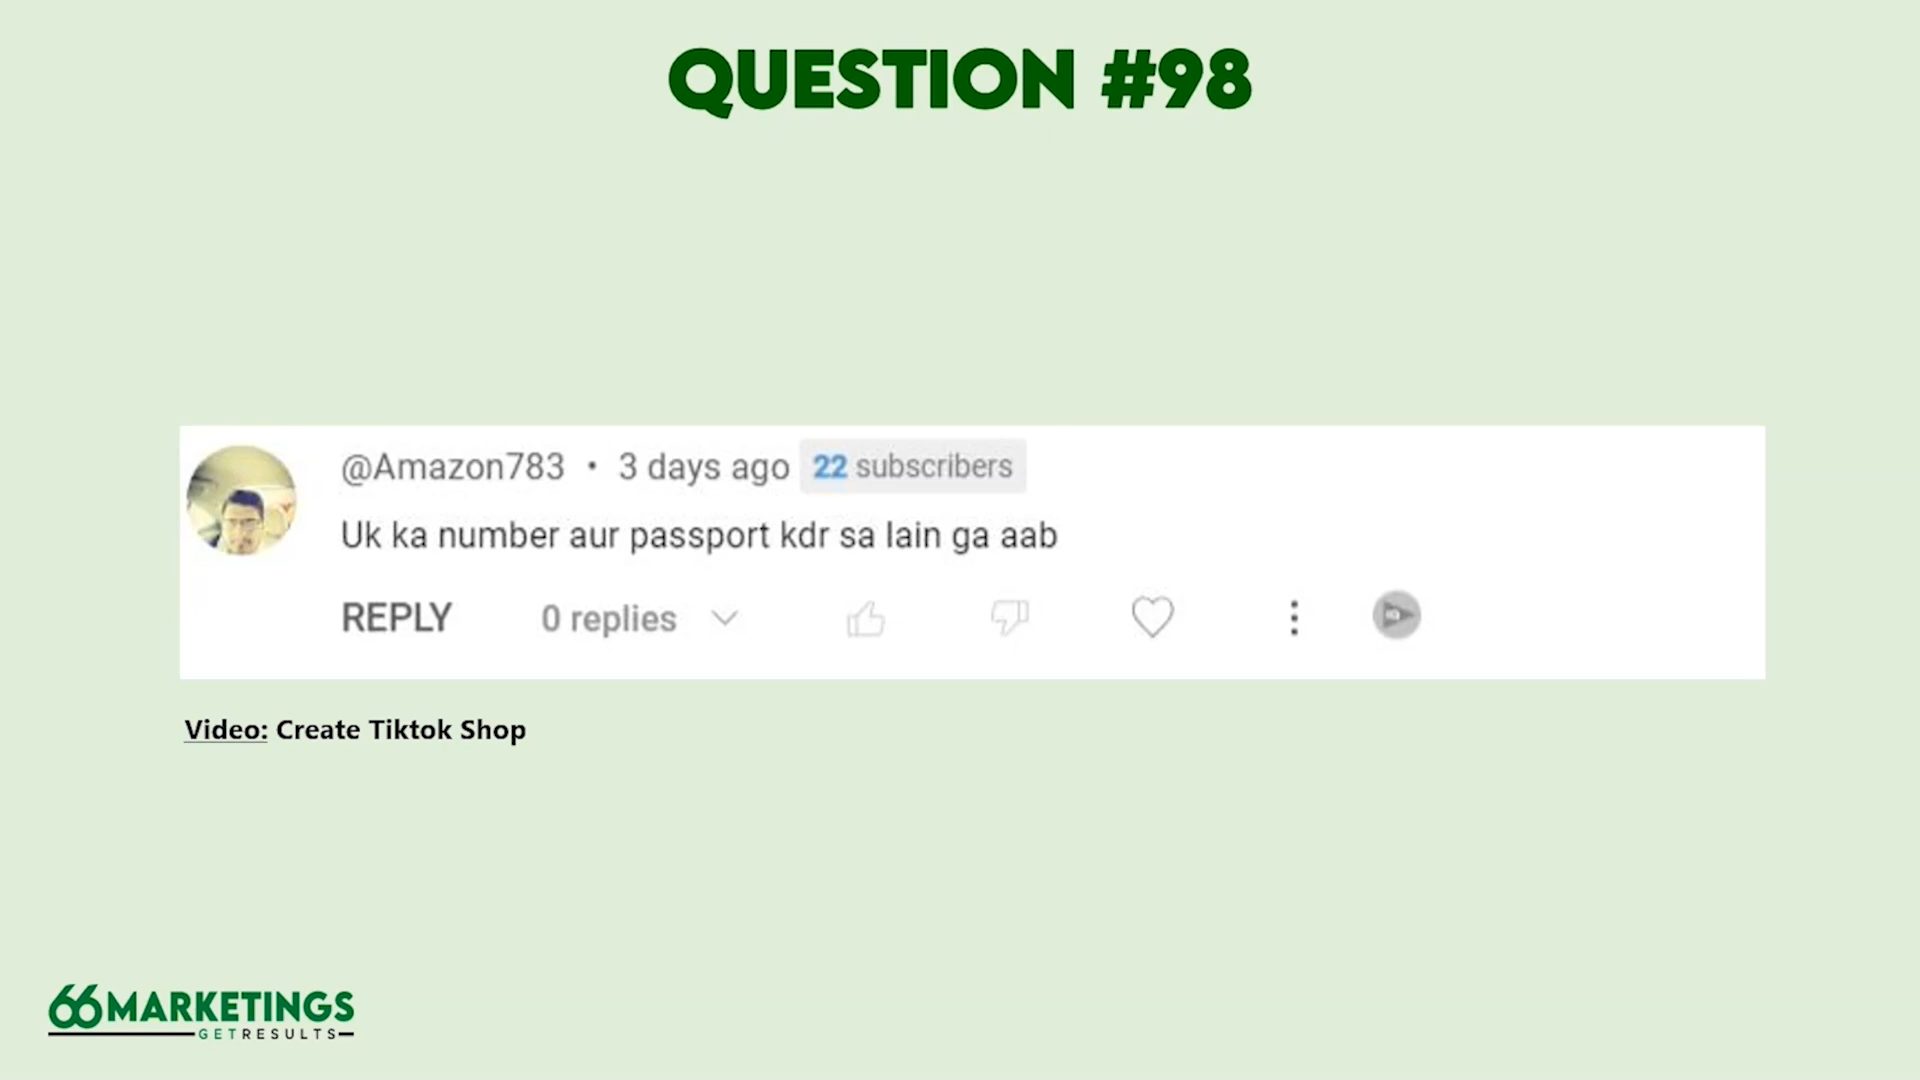 QUESTION #98
@Amazon783 • 3 days ago 22 subscribers
Uk ka number aur passport kdr sa lain ga aab
REPLY 0 replies
Video: Create Tiktok Shop
66MARKETINGS
GETRESULTS